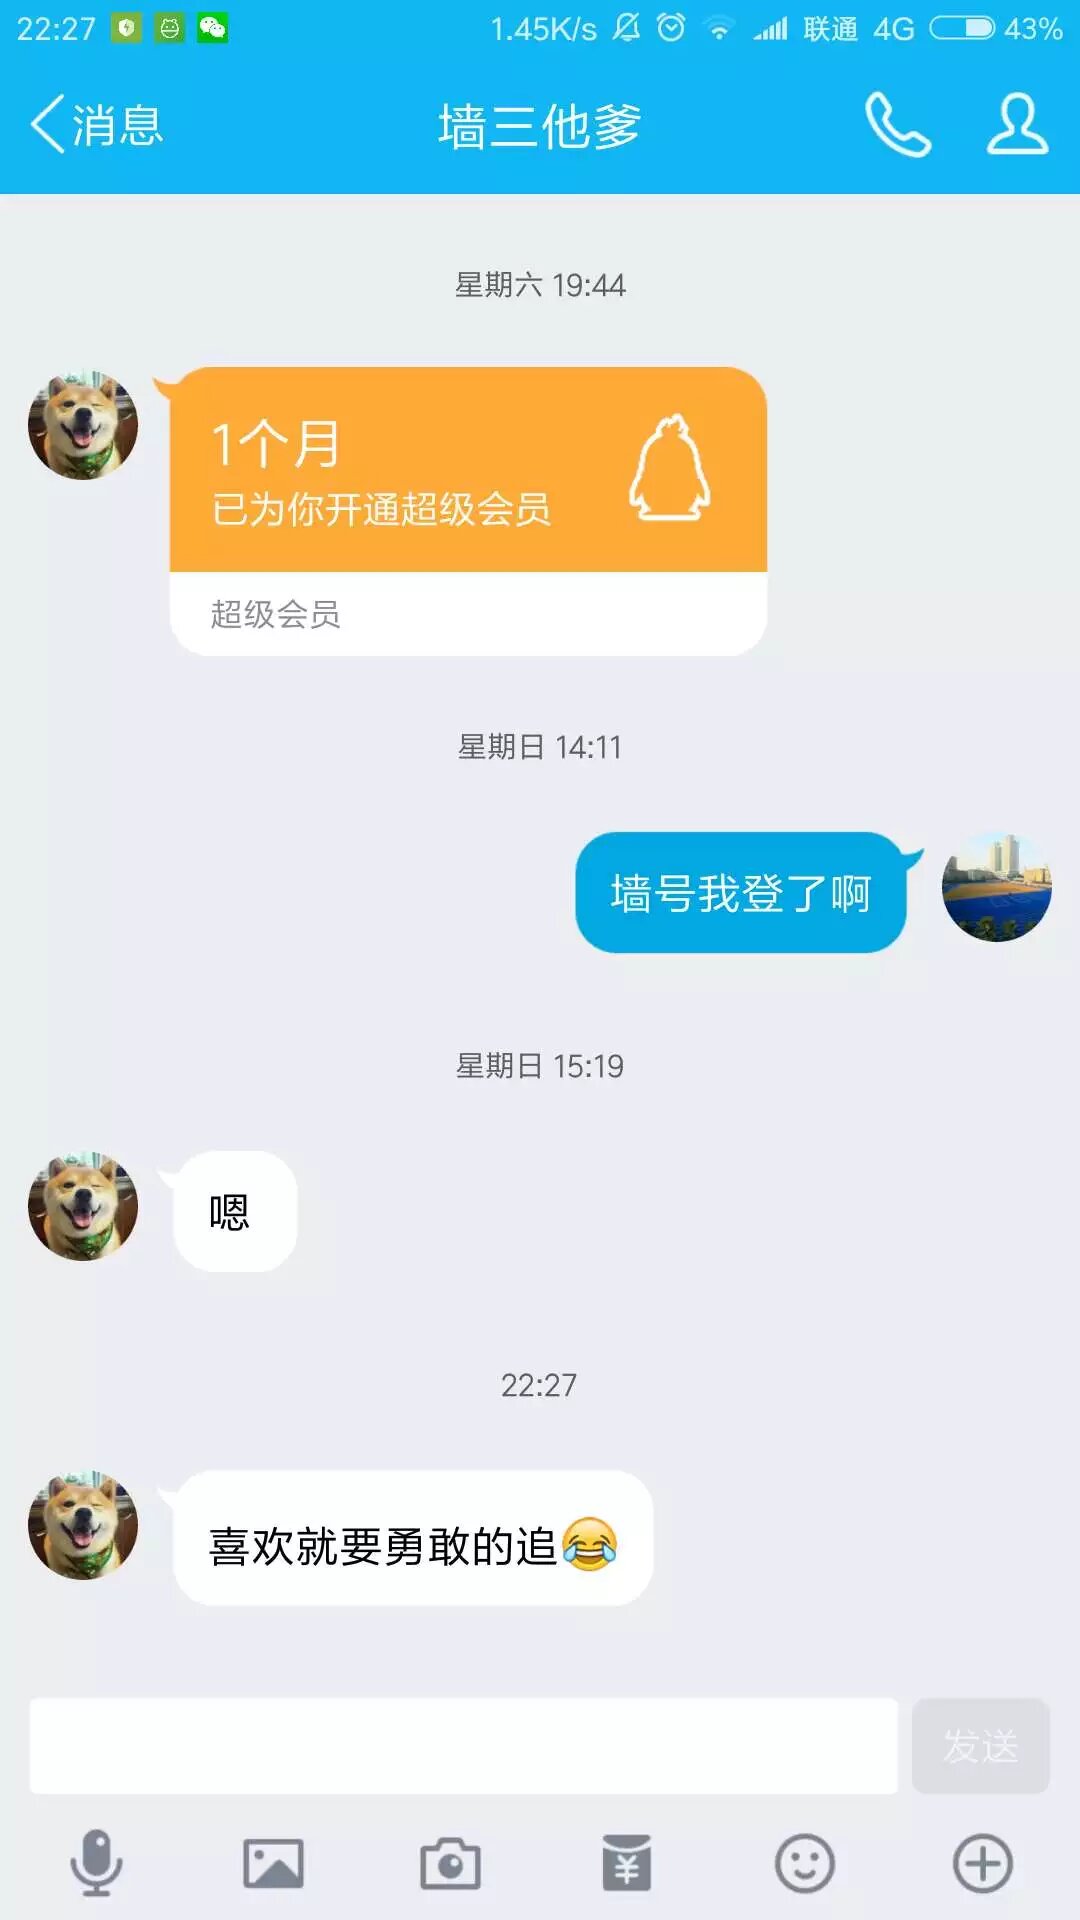 22:27 1.45K/s 联通 4G 43%
消息 墙三他爹
星期六 19:44
1个月
已为你开通超级会员
超级会员
星期日 14:11
墙号我登了啊
星期日 15:19
嗯
22:27
喜欢就要勇敢的追😂
发送